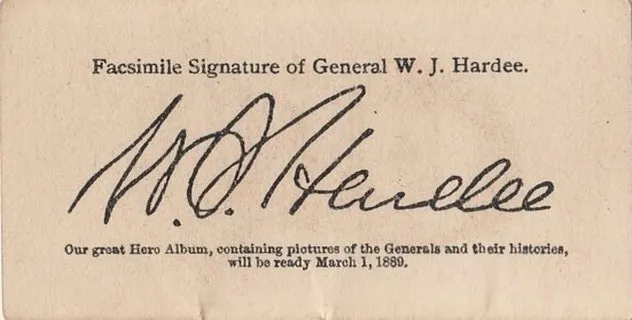 Facsimile Signature of General W. J. Hardee.
W. J. Hardee
Our great Hero Album, containing pictures of the Generals and their histories,
will be ready March 1, 1889.